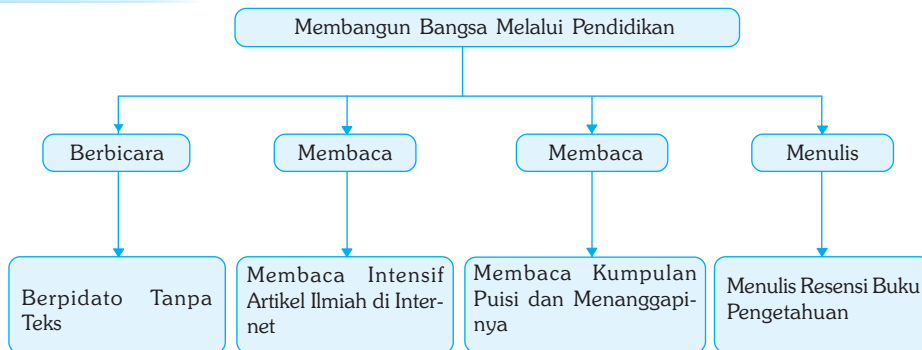 Membangun Bangsa Melalui Pendidikan
Berbicara
Membaca
Membaca
Menulis
Berpidato Tanpa
Teks
Membaca Intensif
Artikel Ilmiah di Inter-
net
Membaca Kumpulan
Puisi dan Menanggapi-
nya
Menulis Resensi Buku
Pengetahuan